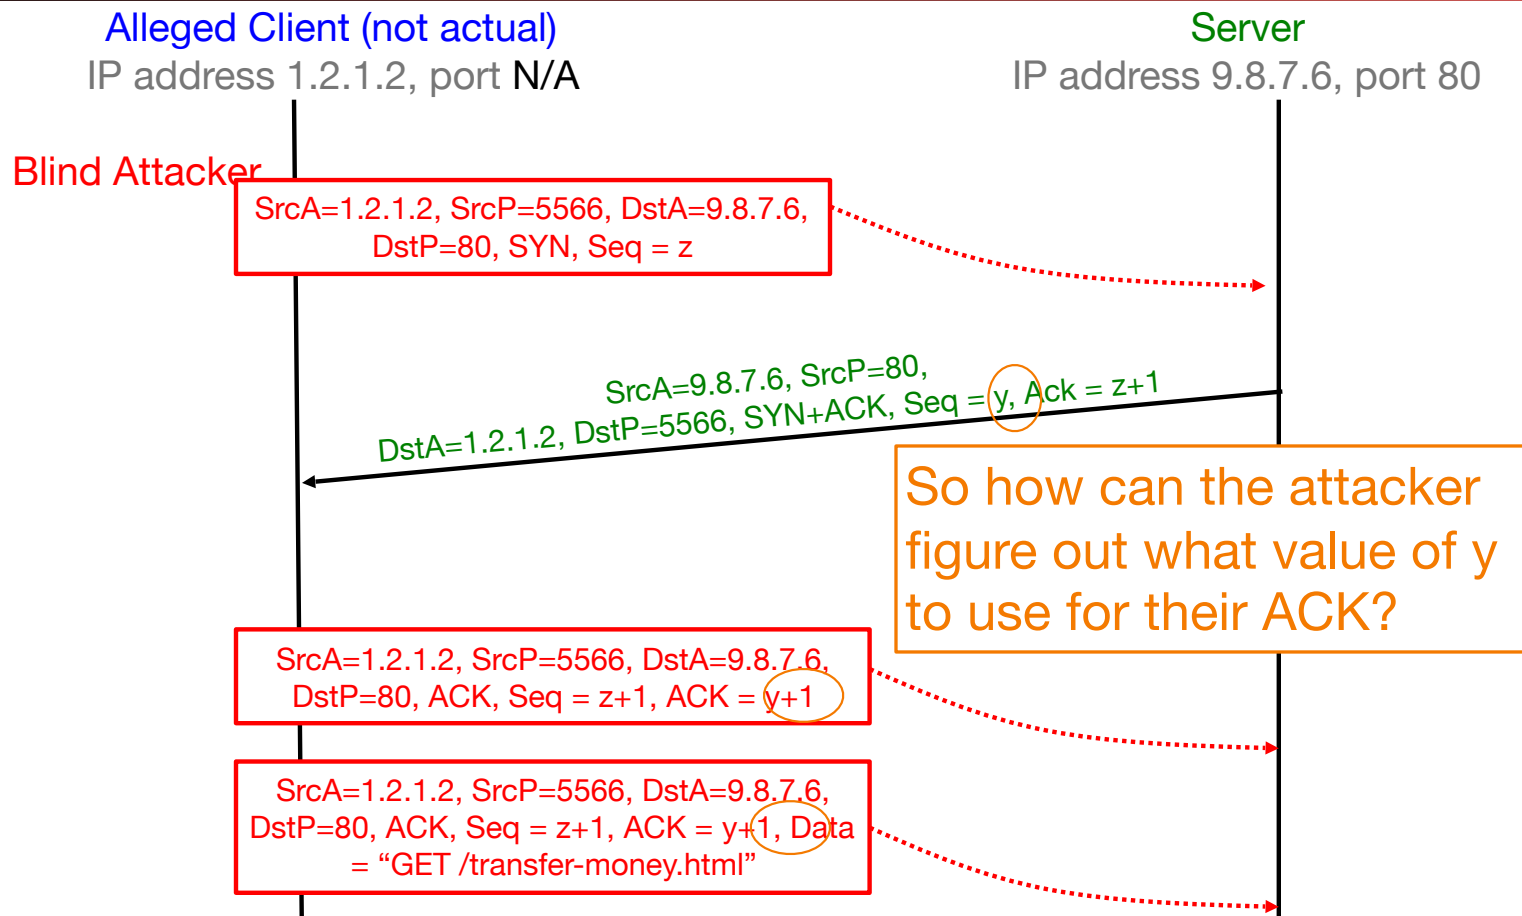 Alleged Client (not actual)
IP address 1.2.1.2, port N/A
Server
IP address 9.8.7.6, port 80
Blind Attacker
SrcA=1.2.1.2, SrcP=5566, DstA=9.8.7.6,
DstP=80, SYN, Seq = z
SrcA=9.8.7.6, SrcP=80,
DstA=1.2.1.2, DstP=5566, SYN+ACK, Seq = y, Ack = z+1
So how can the attacker
figure out what value of y
to use for their ACK?
SrcA=1.2.1.2, SrcP=5566, DstA=9.8.7.6,
DstP=80, ACK, Seq = z+1, ACK = y+1
SrcA=1.2.1.2, SrcP=5566, DstA=9.8.7.6,
DstP=80, ACK, Seq = z+1, ACK = y+1, Data
= “GET /transfer-money.html”